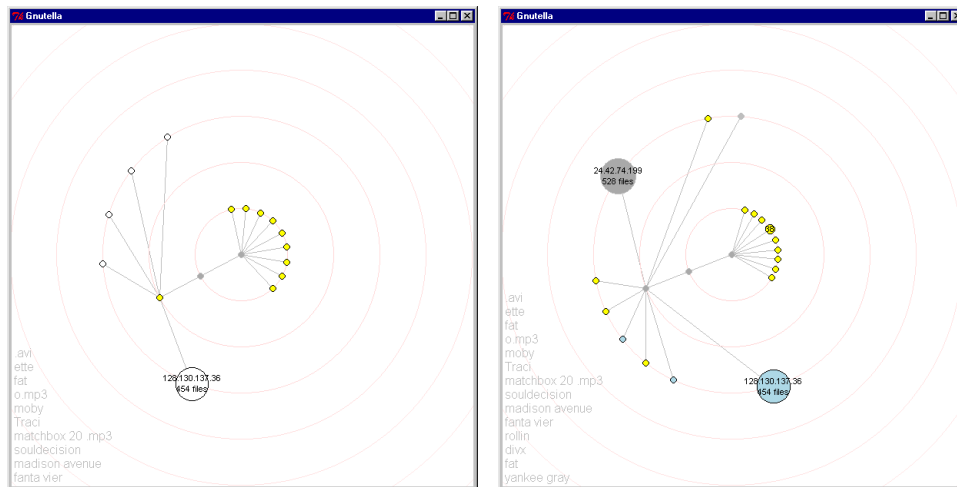 Gnutella
128.130.137.36
454 files
.avi
ette
fat
o.mp3
moby
Traci
matchbox 20 .mp3
souldecision
madison avenue
fanta vier
Gnutella
24.42.74.199
528 files
128.130.137.36
454 files
.avi
ette
fat
o.mp3
moby
Traci
matchbox 20 .mp3
souldecision
madison avenue
fanta vier
rollin
divx
fat
yankee gray